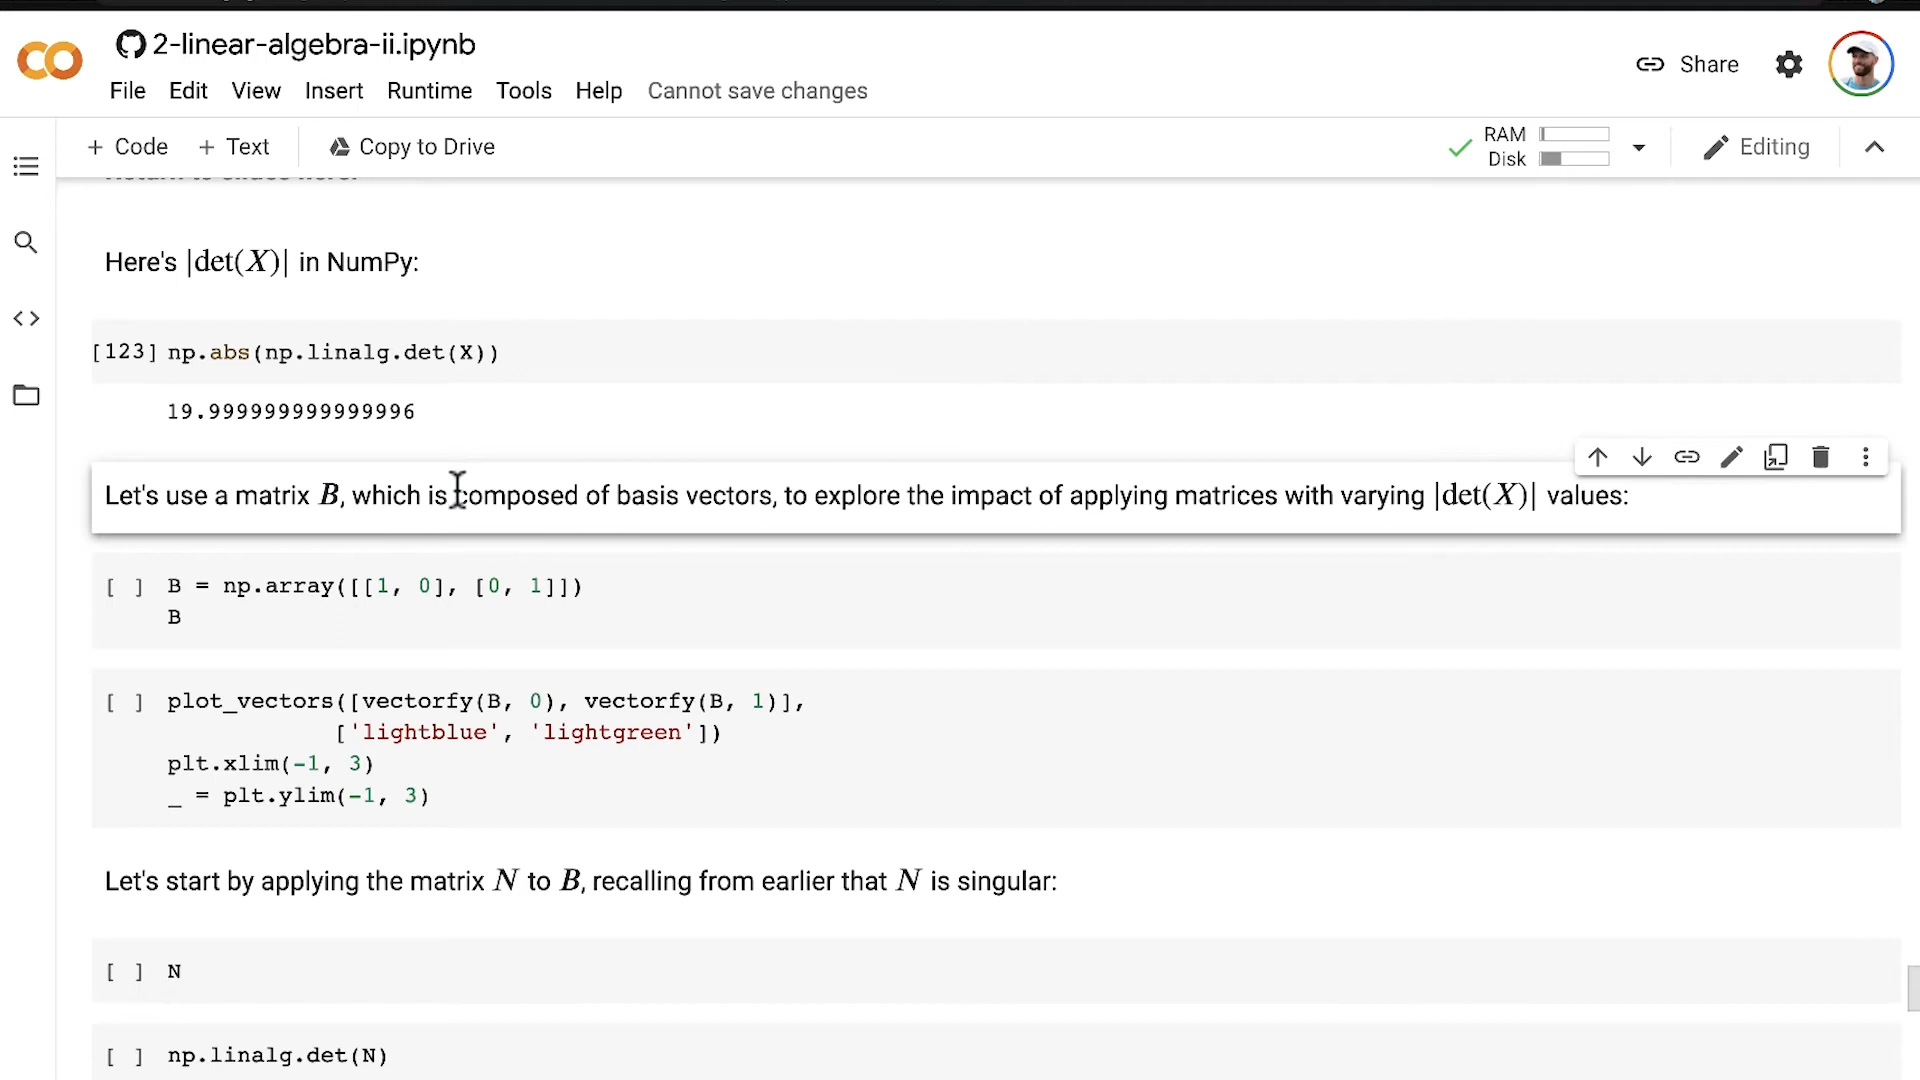 2-linear-algebra-ii.ipynb
Share
File Edit View Insert Runtime Tools Help Cannot save changes
+ Code + Text Copy to Drive
RAM
Disk
Editing
Here's |det(X)| in NumPy:
[123] np.abs(np.linalg.det(X))
19.999999999999996
Let's use a matrix B, which is composed of basis vectors, to explore the impact of applying matrices with varying |det(X)| values:
[ ] B = np.array([[1, 0], [0, 1]])
B
[ ] plot_vectors([vectorfy(B, 0), vectorfy(B, 1)],
['lightblue', 'lightgreen'])
plt.xlim(-1, 3)
_ = plt.ylim(-1, 3)
Let's start by applying the matrix N to B, recalling from earlier that N is singular:
[ ] N
[ ] np.linalg.det(N)